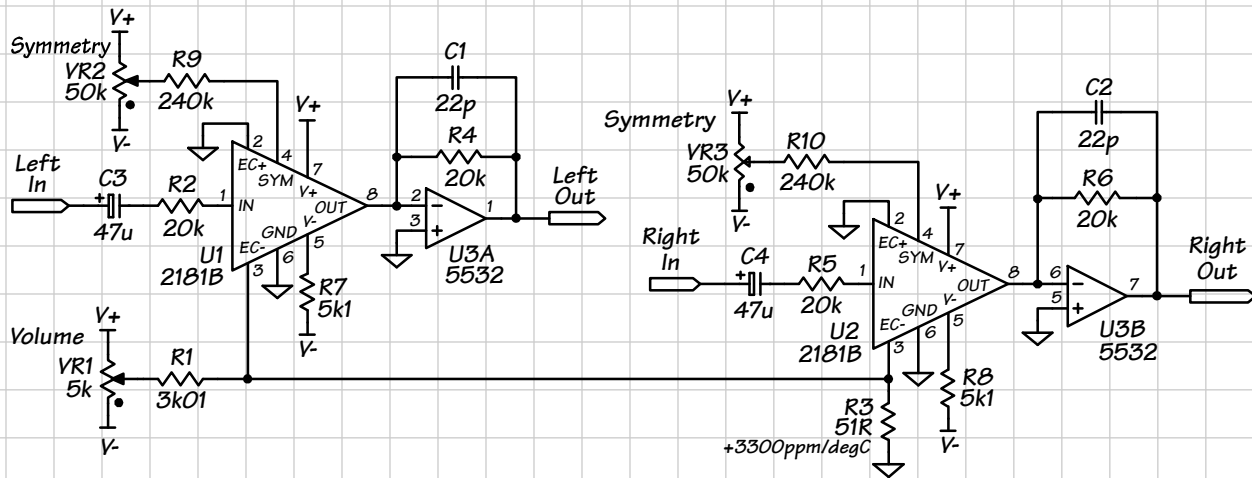 V+
Symmetry
VR2
50k
V-
R9
240k
C1
22p
R4
20k
V+
Left
In
C3
+
47u
R2
20k
2
EC+
4
SYM
7
V+
1
IN
OUT
8
V-
GND
EC-
5
6
3
U1
2181B
2
−
3
+
1
U3A
5532
Left
Out
R7
5k1
V-
Volume
V+
VR1
5k
V-
R1
3k01
V+
Symmetry
VR3
50k
V-
R10
240k
C2
22p
R6
20k
V+
Right
In
C4
+
47u
R5
20k
2
EC+
4
SYM
7
V+
1
IN
OUT
8
V-
GND
EC-
5
6
3
U2
2181B
6
−
5
+
7
U3B
5532
Right
Out
R8
5k1
V-
R3
51R
+3300ppm/degC